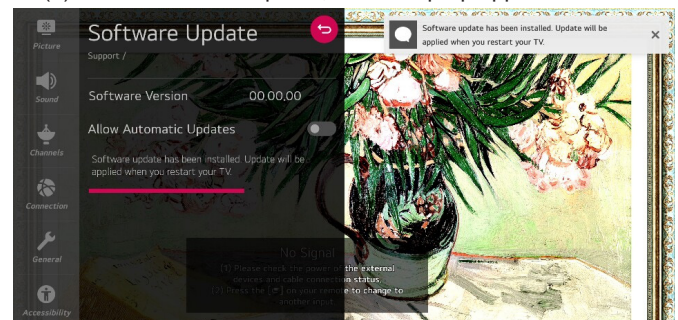 Picture
Sound
Channels
Connection
General
Accessibility
Software Update
Support /
Software Version 00.00.00
Allow Automatic Updates
Software update has been installed. Update will be
applied when you restart your TV.
Software update has been installed. Update will be
applied when you restart your TV.
No Signal
[1] Please check the power of the external
devices and cable connection status.
[2] Press the [ ] on your remote to change to
another input.